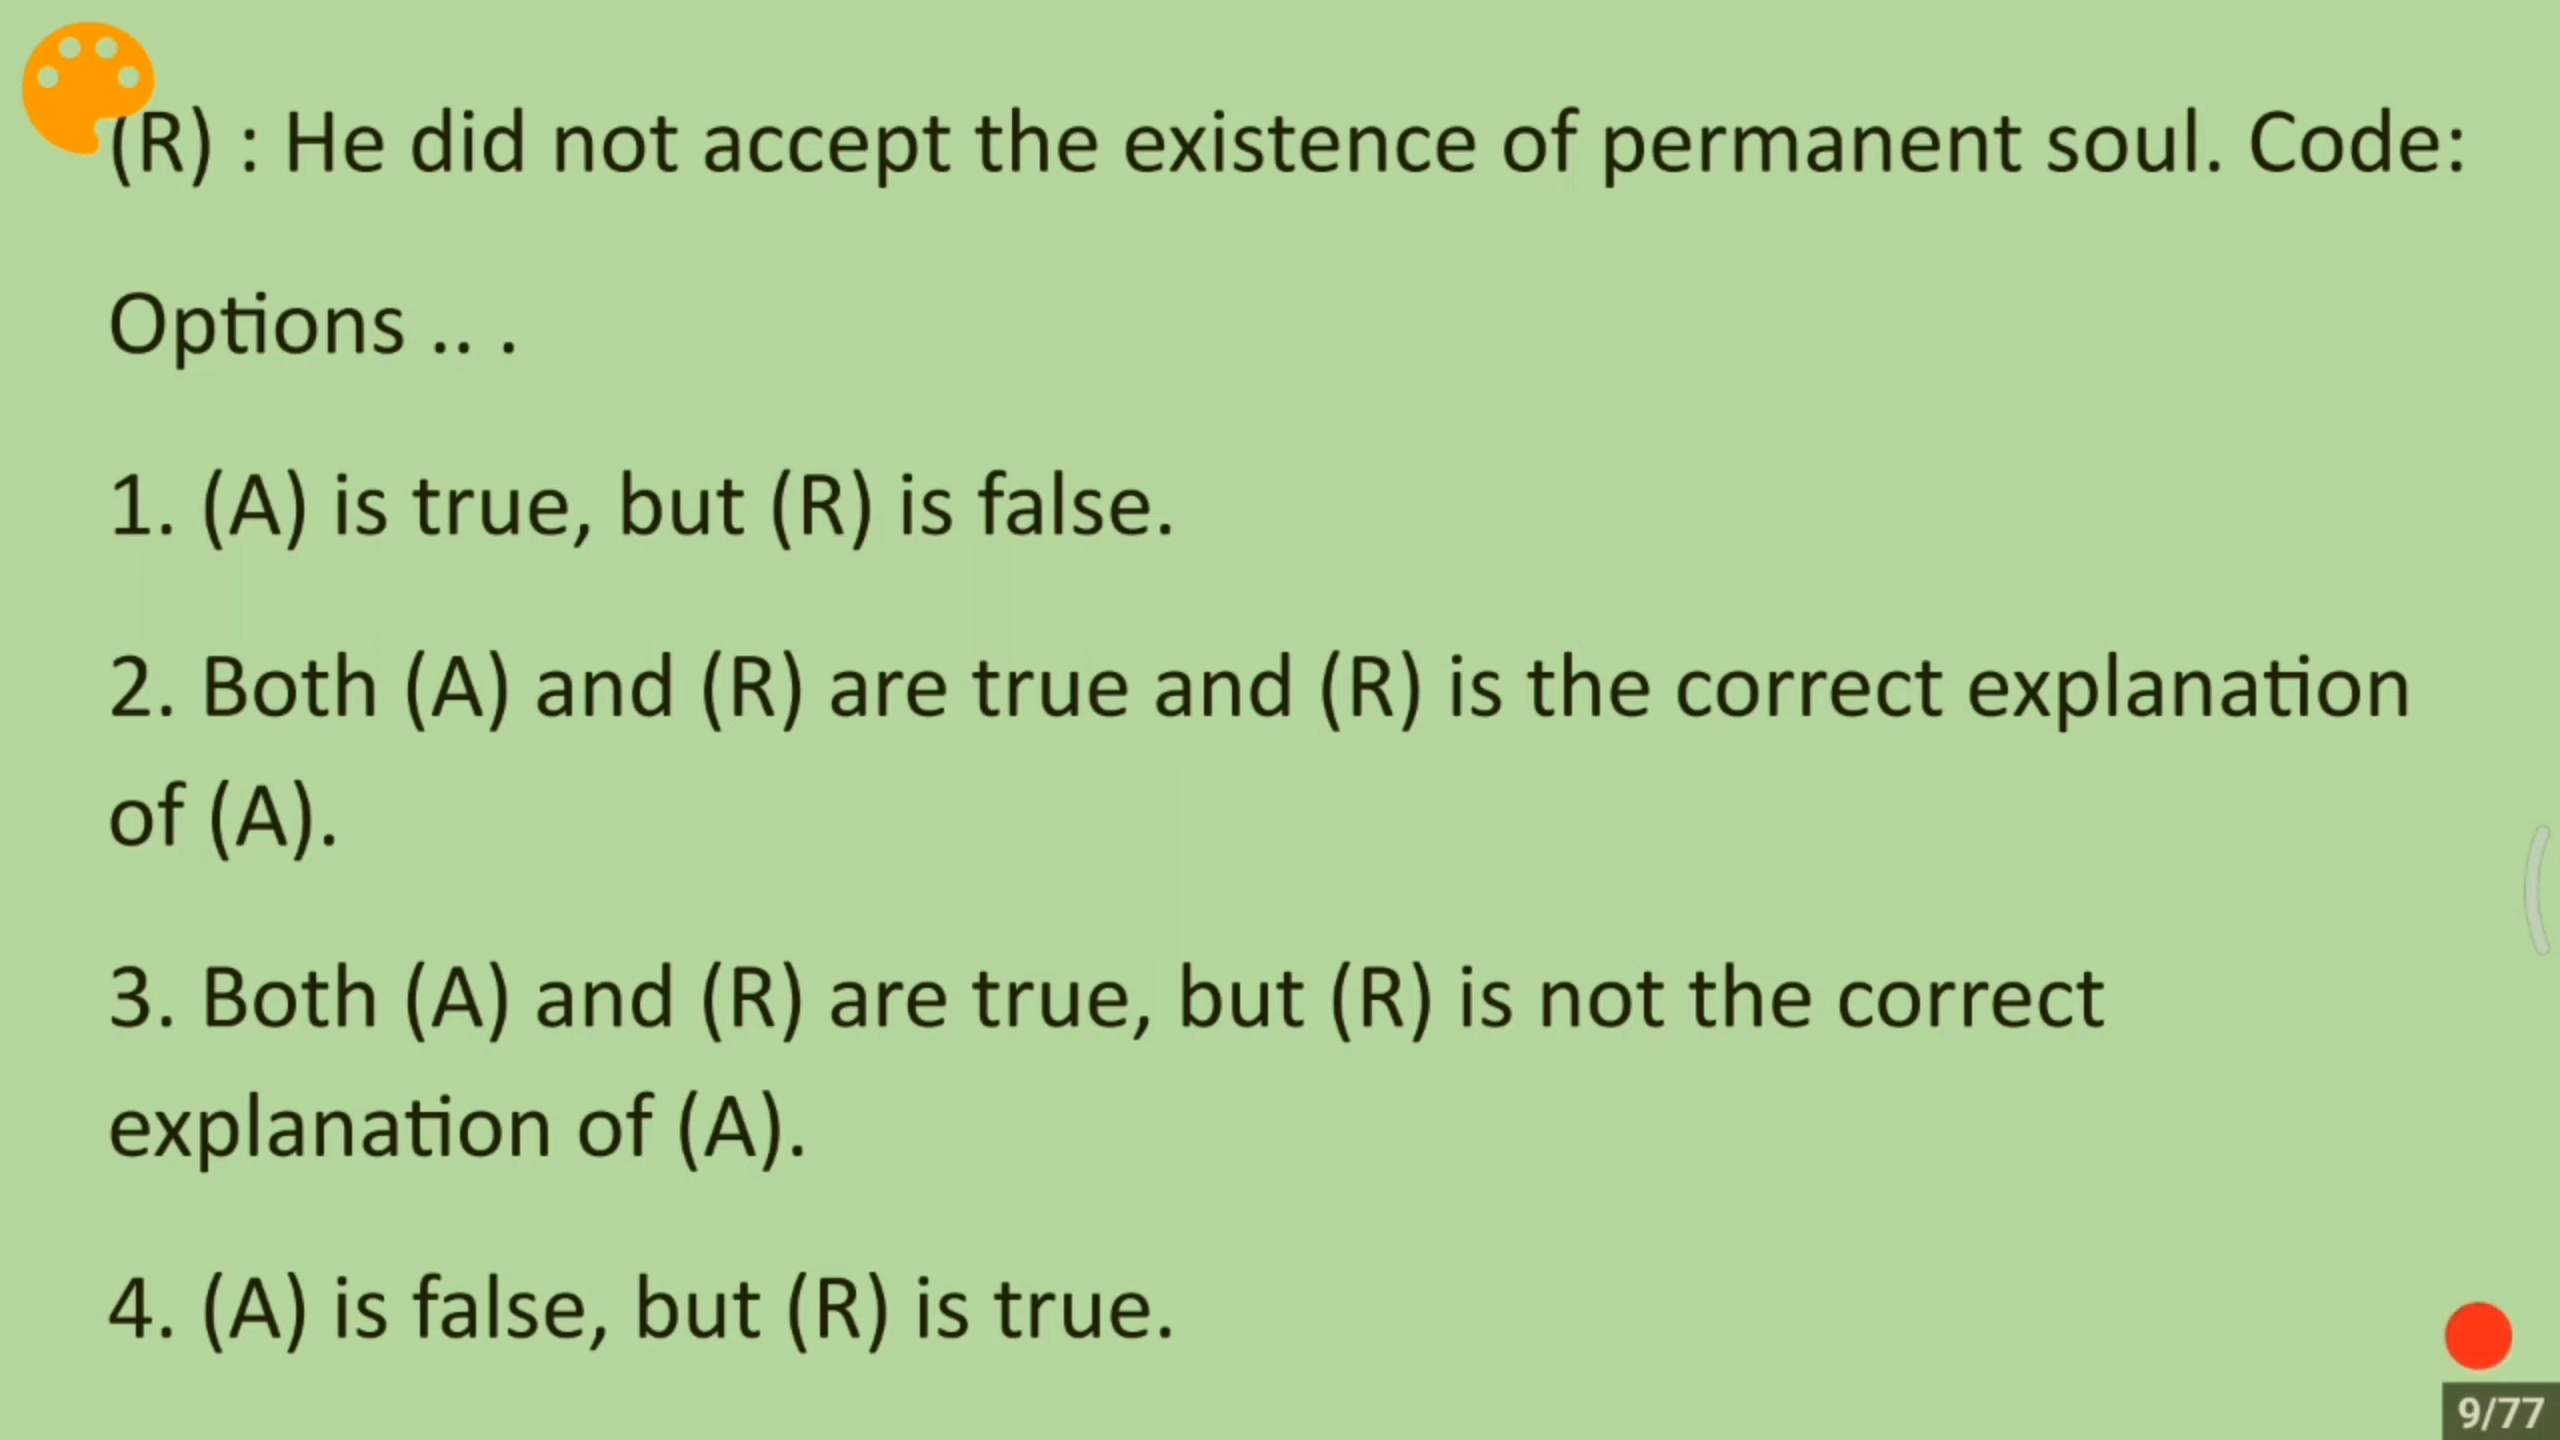 (R) : He did not accept the existence of permanent soul. Code:
Options .. .
1. (A) is true, but (R) is false.
2. Both (A) and (R) are true and (R) is the correct explanation
of (A).
3. Both (A) and (R) are true, but (R) is not the correct
explanation of (A).
4. (A) is false, but (R) is true.
9/77